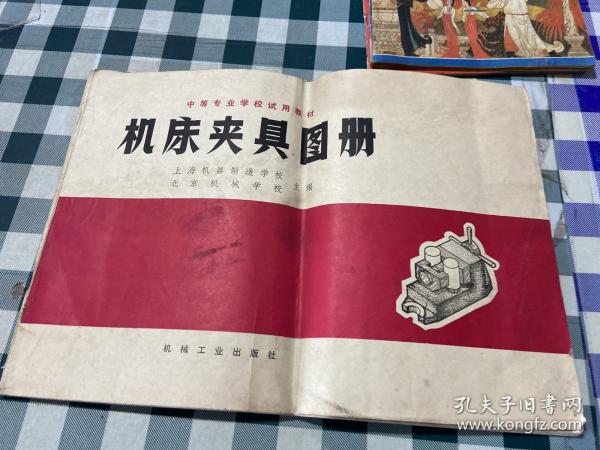 中等专业学校试用教材
机床夹具图册
上海机器制造学校
北京机械学校主编
机械工业出版社
孔夫子旧书网
www.kongfz.com